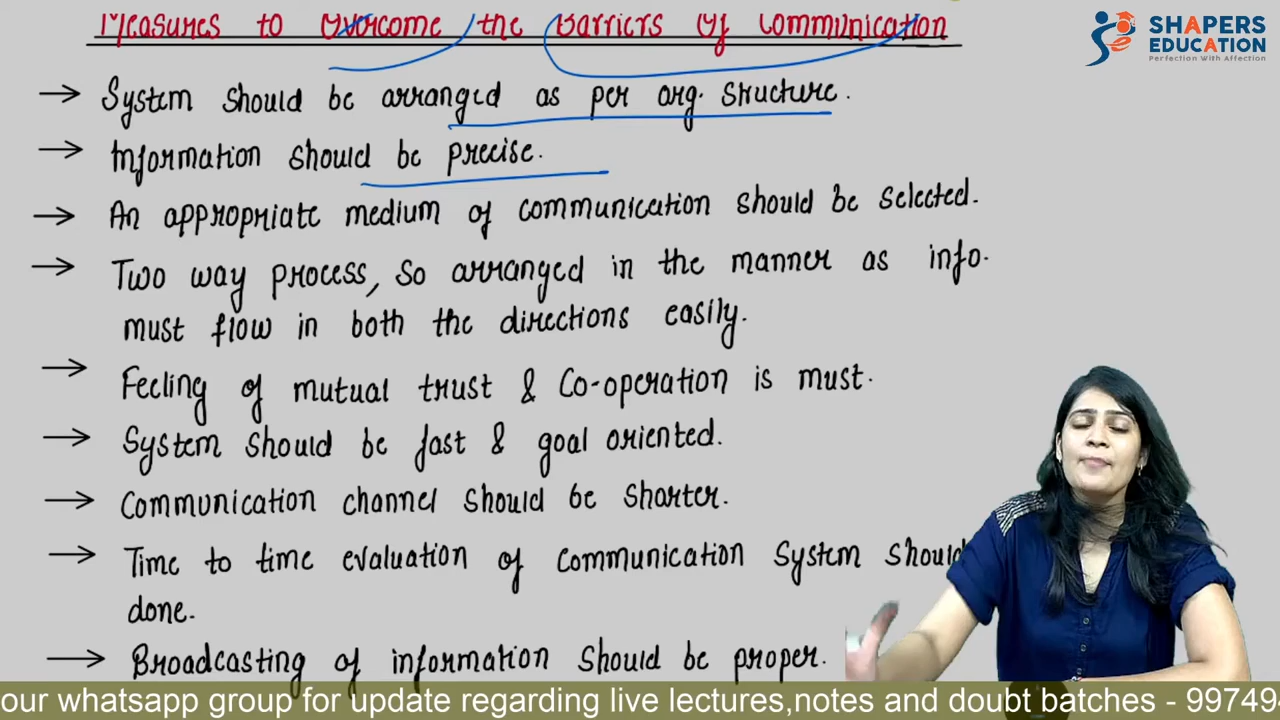 Measures to Overcome the Barriers Of Communication
SHAPERS
EDUCATION
Perfection With Affection
→ System should be arranged as per org. structure.
→ Information should be precise.
→ An appropriate medium of communication should be selected.
→ Two way process, so arranged in the manner as info.
must flow in both the directions easily.
→ Feeling of mutual trust & Co-operation is must.
→ System should be fast & goal oriented.
→ Communication channel should be shorter.
→ Time to time evaluation of communication system should
done.
→ Broadcasting of information should be proper.
our whatsapp group for update regarding live lectures,notes and doubt batches - 99749